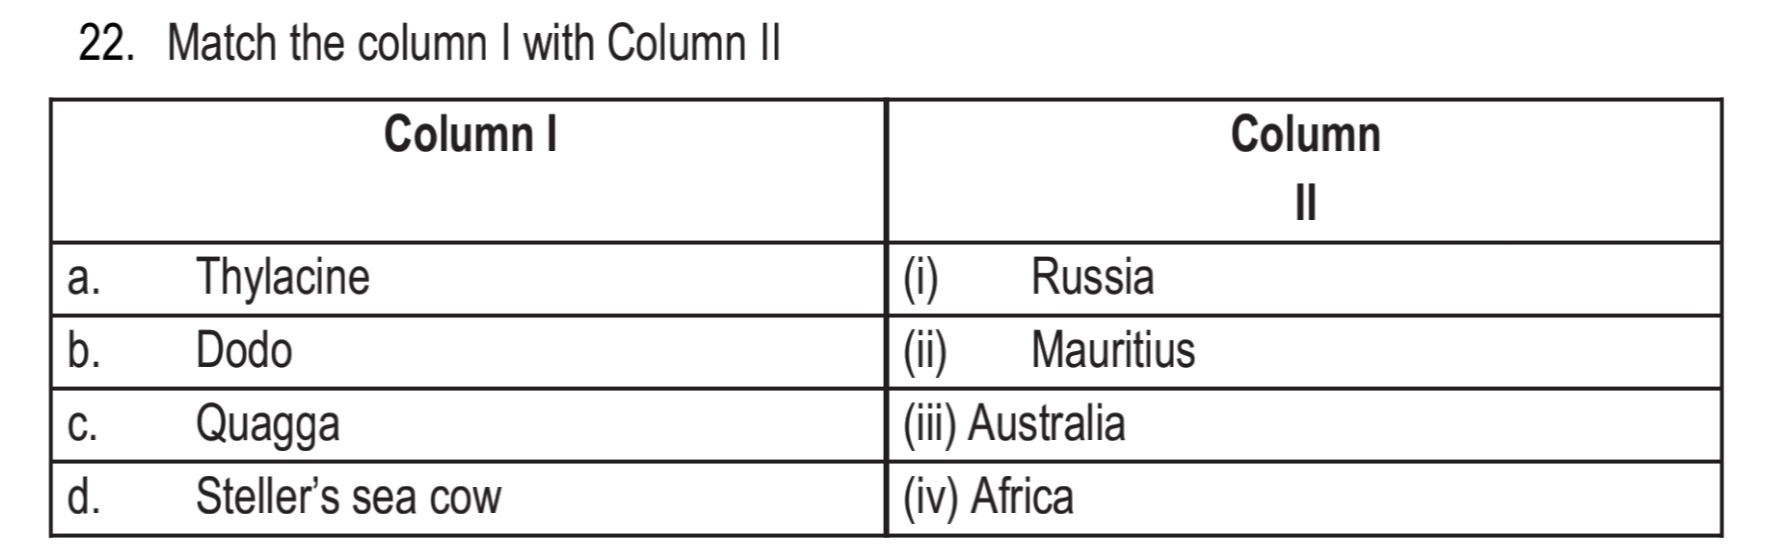 22. Match the column I with Column II
Column I
Column
II
a. Thylacine
(i) Russia
b. Dodo
(ii) Mauritius
c. Quagga
(iii) Australia
d. Steller’s sea cow
(iv) Africa